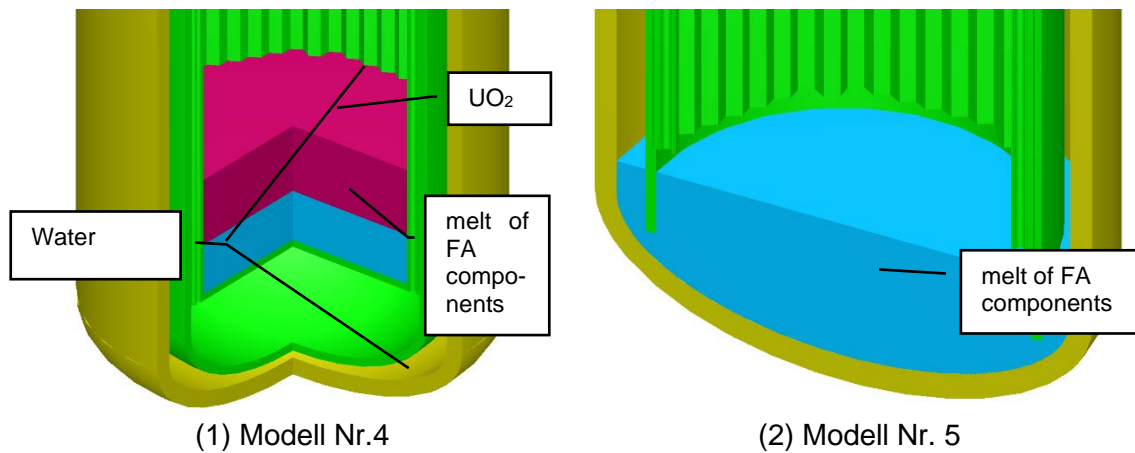 UO₂
Water
melt of
FA
compo-
nents
melt of FA
components
(1) Modell Nr.4
(2) Modell Nr. 5